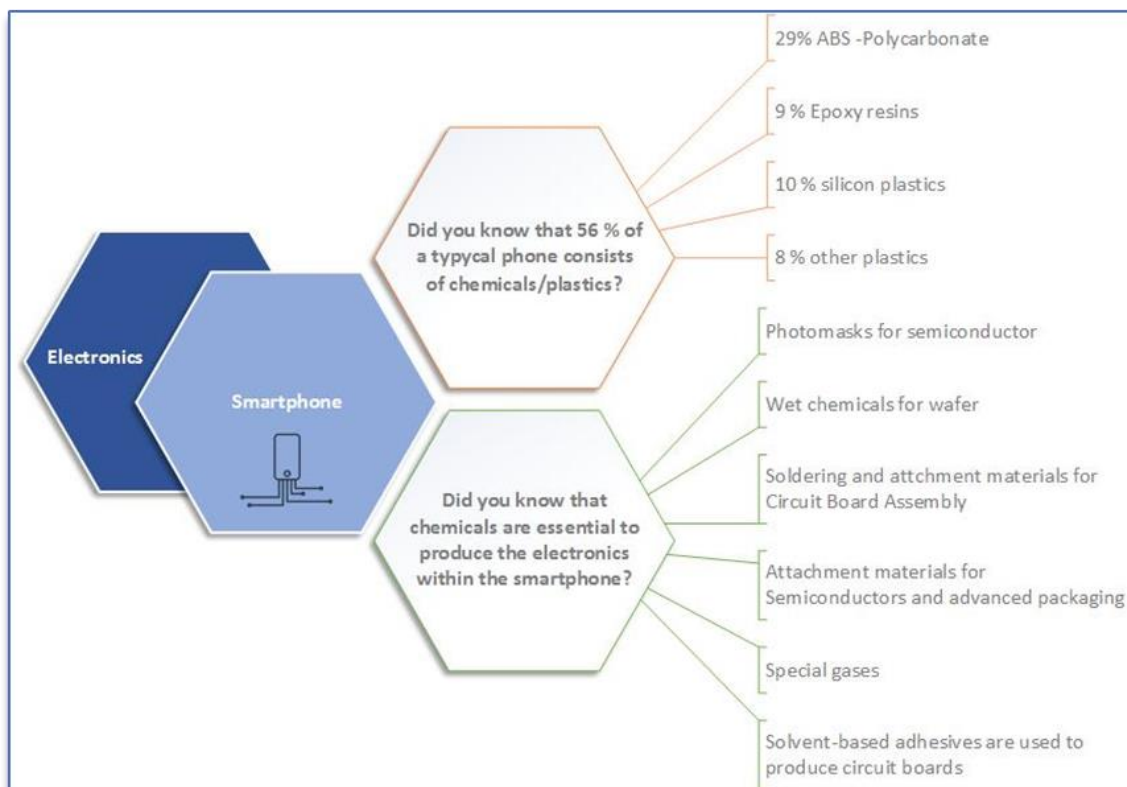 Electronics
Smartphone
Did you know that 56 % of
a typycal phone consists
of chemicals/plastics?
29% ABS -Polycarbonate
9 % Epoxy resins
10 % silicon plastics
8 % other plastics
Did you know that
chemicals are essential to
produce the electronics
within the smartphone?
Photomasks for semiconductor
Wet chemicals for wafer
Soldering and attchment materials for
Circuit Board Assembly
Attachment materials for
Semiconductors and advanced packaging
Special gases
Solvent-based adhesives are used to
produce circuit boards